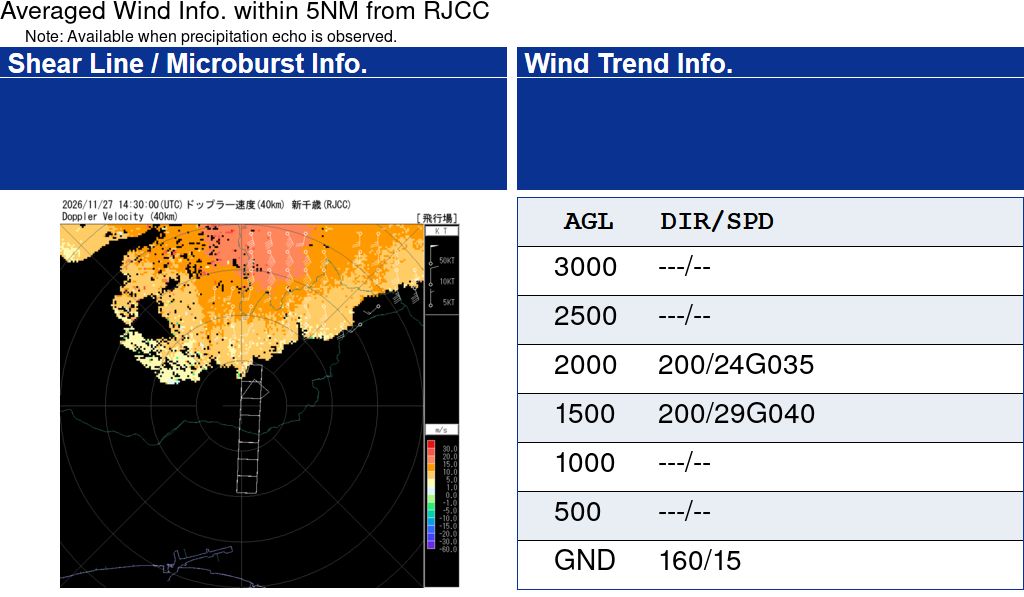 Averaged Wind Info. within 5NM from RJCC
Note: Available when precipitation echo is observed.
Shear Line / Microburst Info.
Wind Trend Info.
2026/11/27 14:30:00(UTC) ドップラー速度(40km) 新千歳(RJCC)
Doppler Velocity (40km)
[飛行場]
K T
50KT
10KT
5KT
m/s
30.0
20.0
15.0
10.0
5.0
1.0
0.0
-1.0
-5.0
-10.0
-15.0
-20.0
-30.0
-60.0
AGL DIR/SPD
3000 ---/--
2500 ---/--
2000 200/24G035
1500 200/29G040
1000 ---/--
500 ---/--
GND 160/15